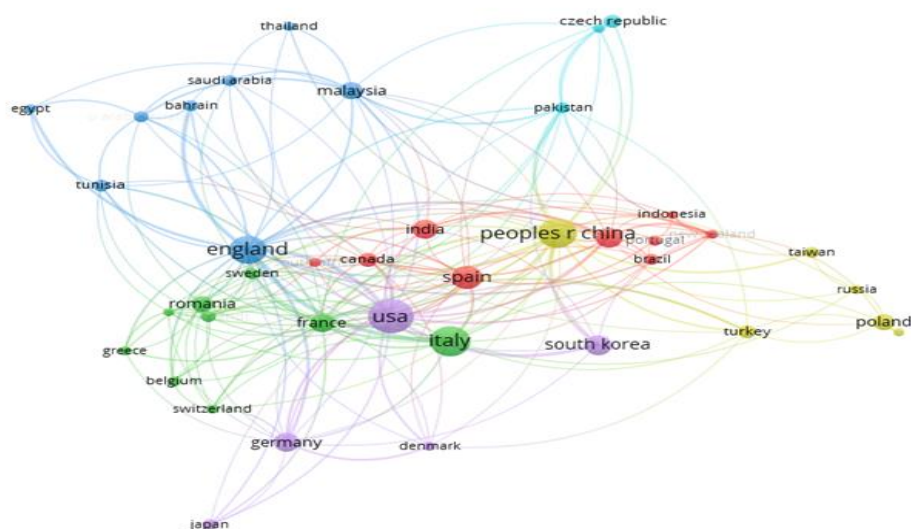 thailand
czech republic
saudi arabia
malaysia
egypt
bahrain
pakistan
tunisia
indonesia
india
peoples r china
portugal
england
canada
brazil
taiwan
sweden
spain
russia
romania
usa
france
poland
turkey
italy
south korea
greece
belgium
switzerland
germany
denmark
japan